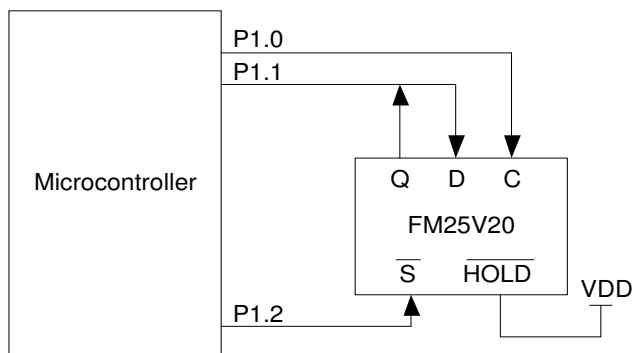 P1.0
P1.1
Microcontroller
Q D C
FM25V20
S HOLD
VDD
P1.2